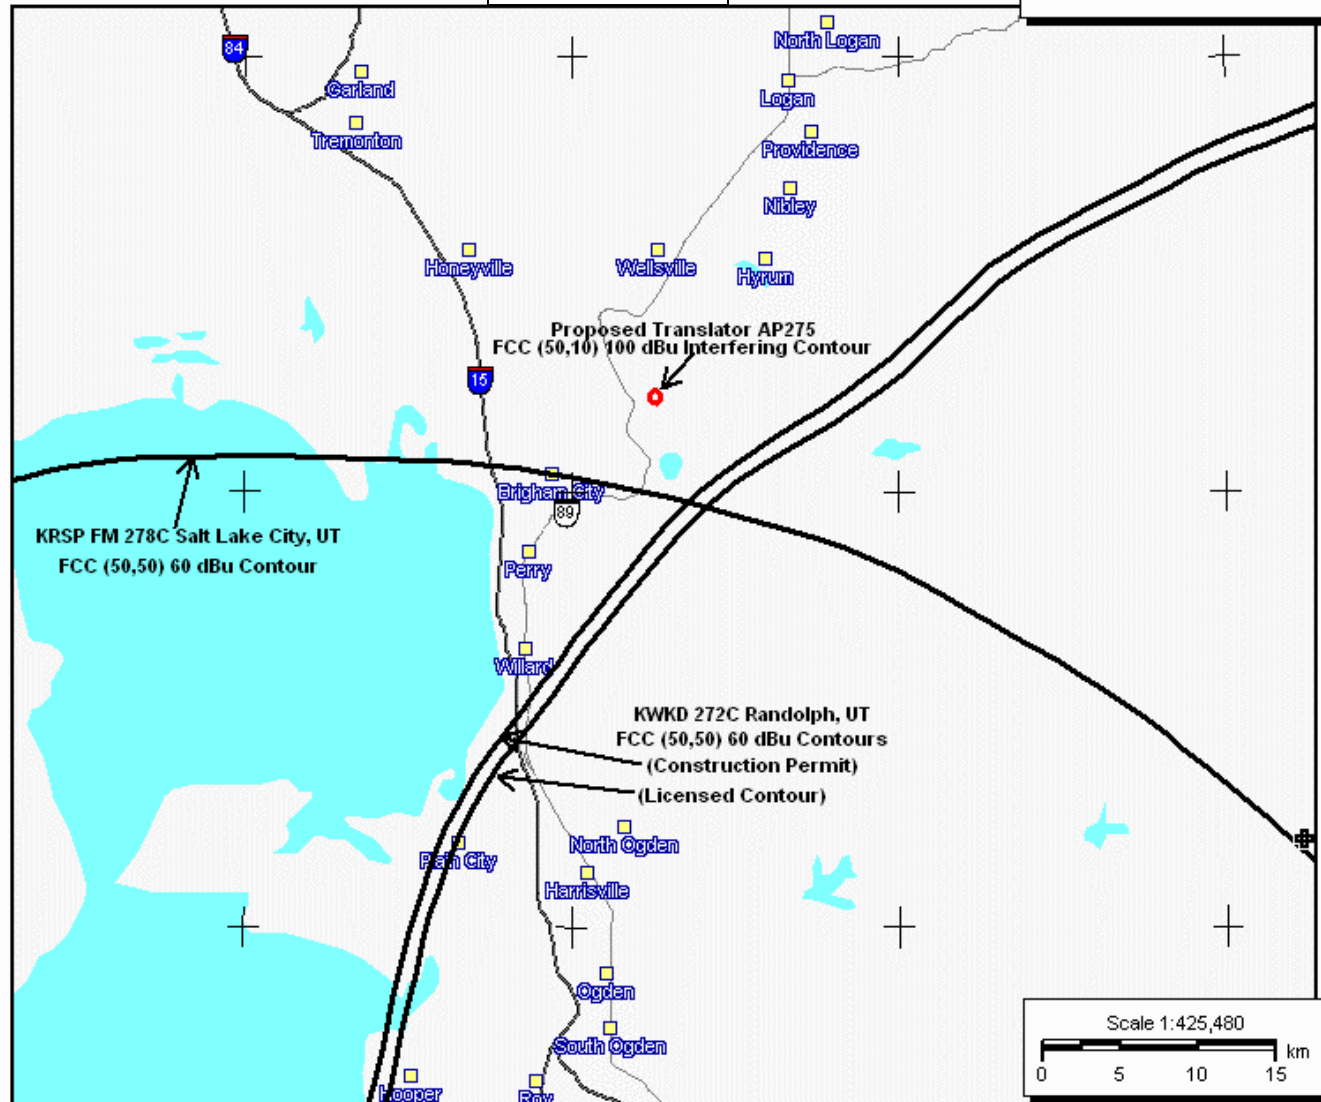 84
North Logan
Garland
Logan
Tremonton
Providence
Nibley
Honeyville
Wellsville
Hyrum
Proposed Translator AP275
FCC (50,10) 100 dBu Interfering Contour
15
Brigham City
89
KRSP FM 278C Salt Lake City, UT
FCC (50,50) 60 dBu Contour
Perry
Willard
KWKD 272C Randolph, UT
FCC (50,50) 60 dBu Contours
(Construction Permit)
(Licensed Contour)
North Ogden
Plain City
Harrisville
Ogden
South Ogden
Hooper
Roy
Scale 1:425,480
km
0 5 10 15